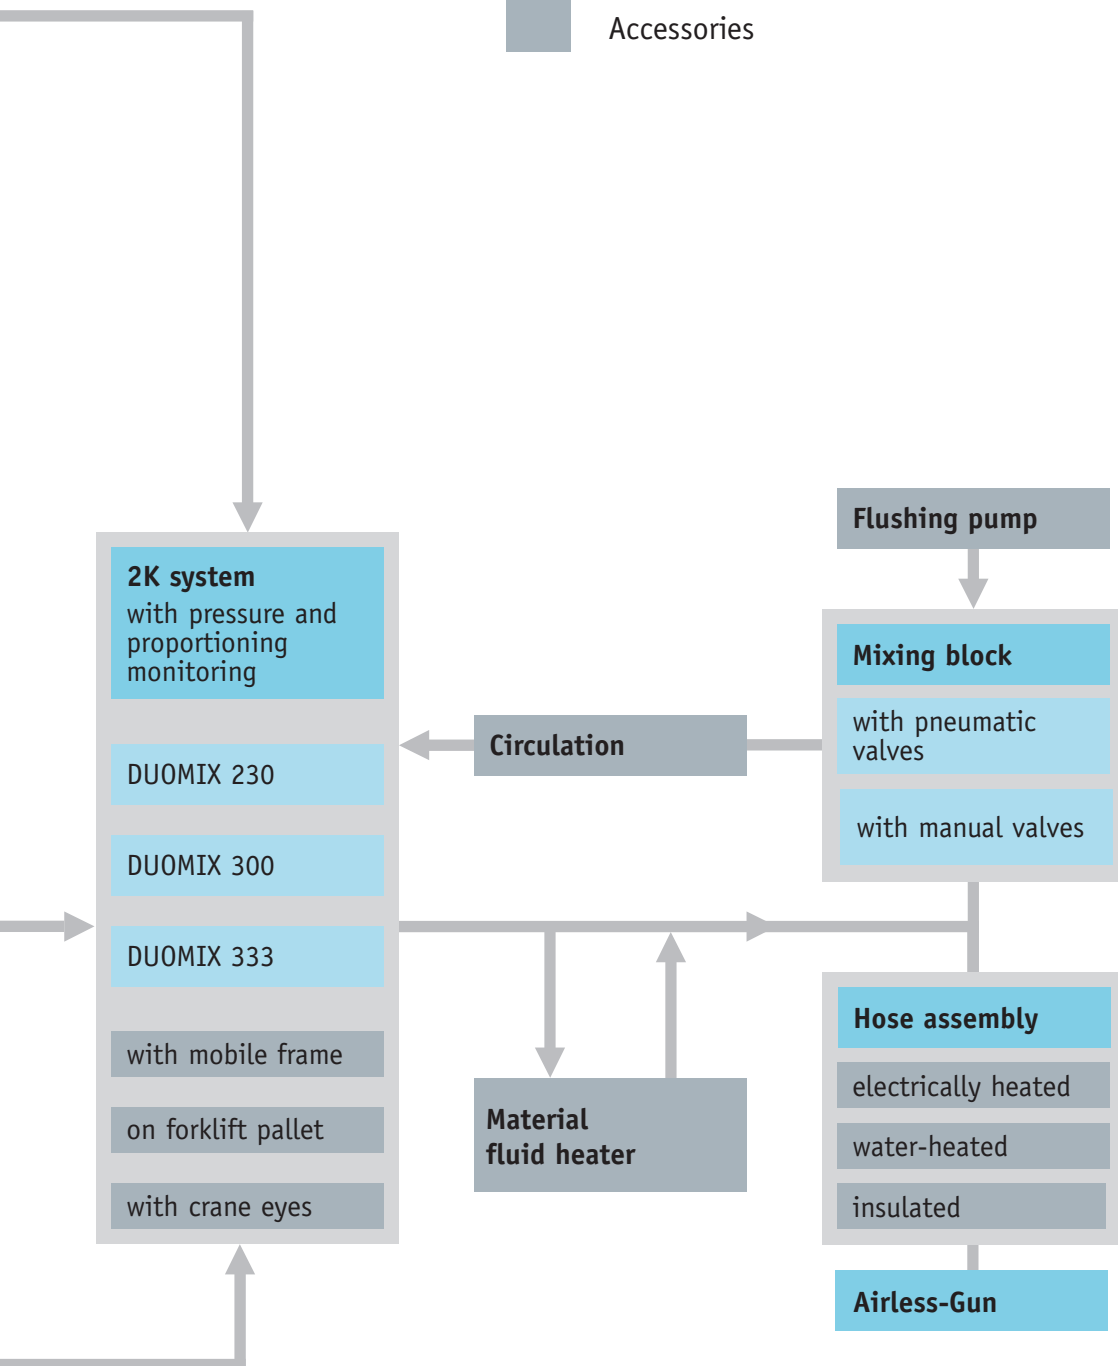 Accessories
2K system
with pressure and
proportioning
monitoring
DUOMIX 230
DUOMIX 300
DUOMIX 333
with mobile frame
on forklift pallet
with crane eyes
Circulation
Material
fluid heater
Flushing pump
Mixing block
with pneumatic
valves
with manual valves
Hose assembly
electrically heated
water-heated
insulated
Airless-Gun